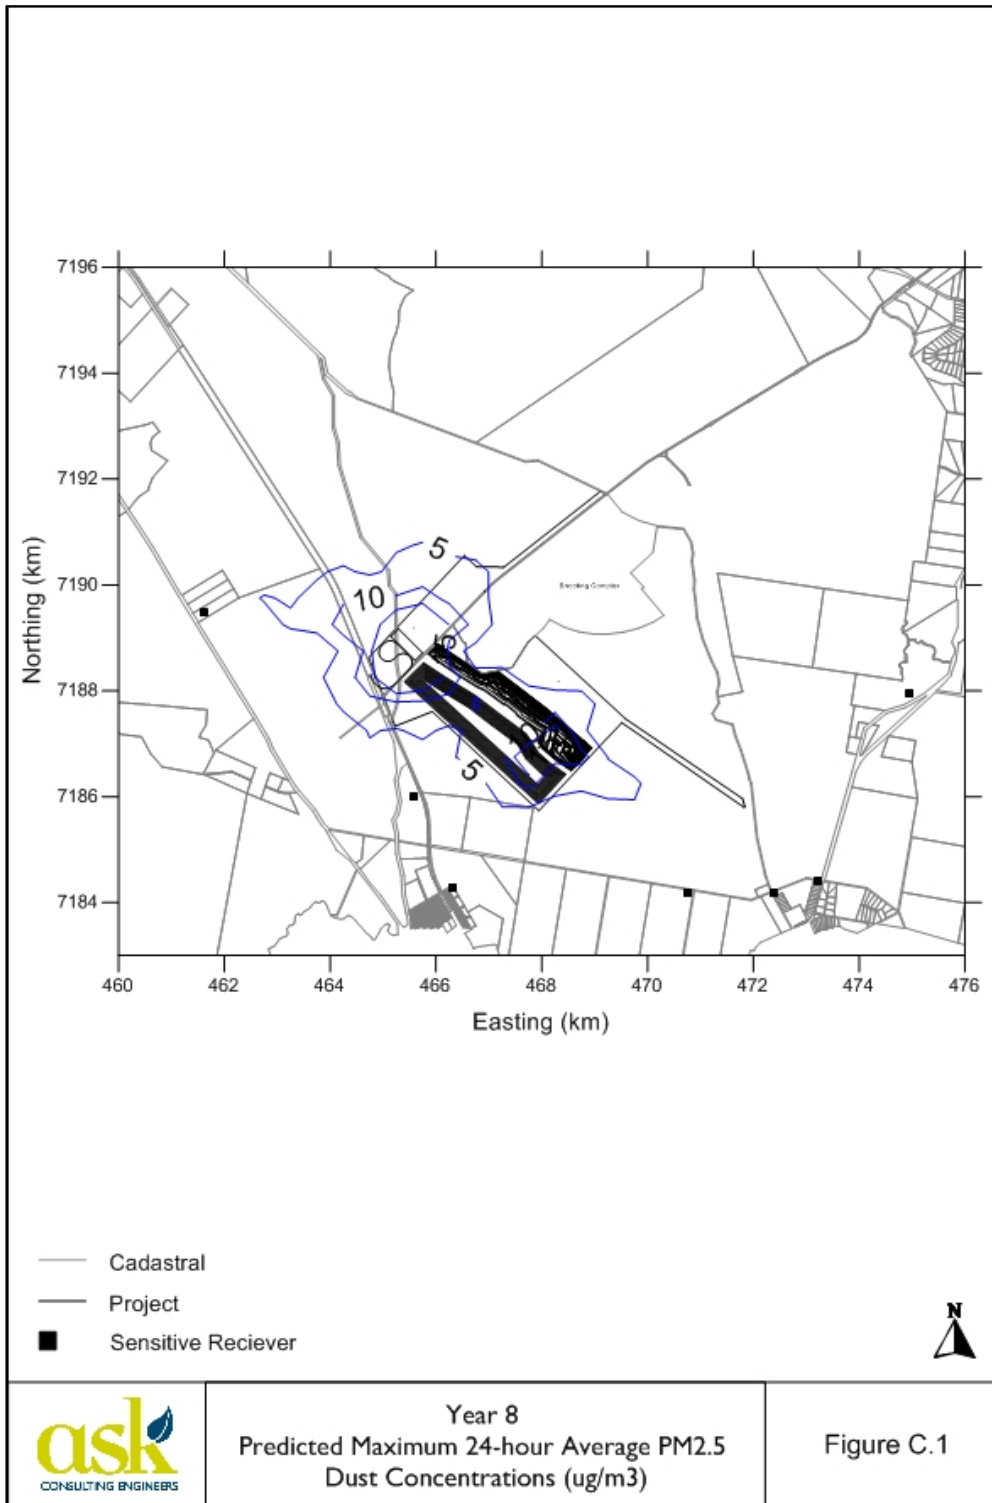 7196
7194
7192
7190
7188
7186
7184
Northing (km)
5
10
Shooting Complex
5
460 462 464 466 468 470 472 474 476
Easting (km)
Cadastral
Project
Sensitive Reciever
N
ask
CONSULTING ENGINEERS
Year 8
Predicted Maximum 24-hour Average PM2.5
Dust Concentrations (ug/m3)
Figure C.1